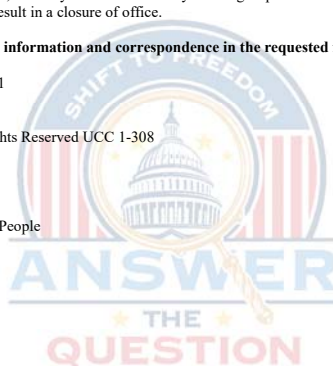 result in a closure of office.
information and correspondence in the requested
hts Reserved UCC 1-308
People
SHIFT TO FREEDOM
ANSWER
THE
QUESTION